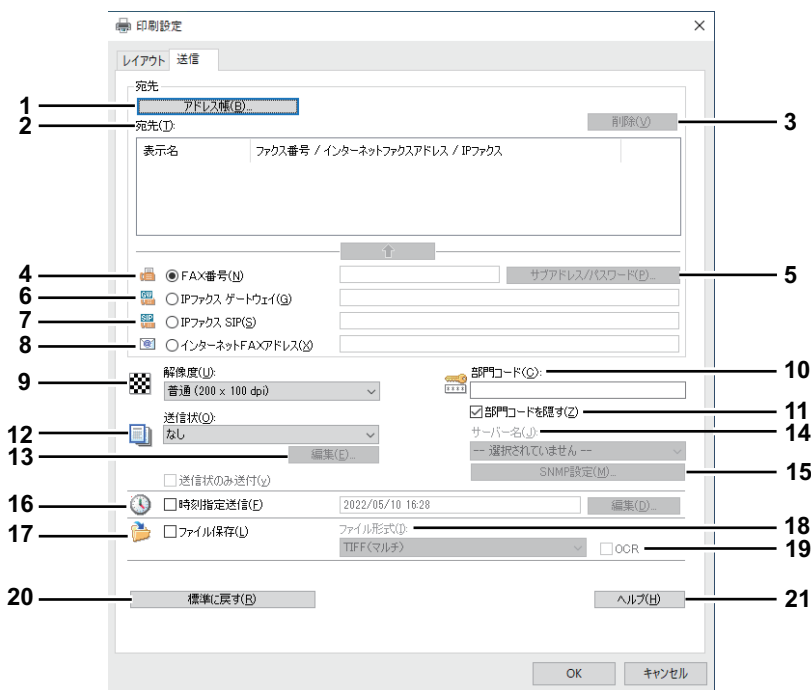 印刷設定
レイアウト 送信
宛先
1 アドレス帳(B)...
2 宛先(T): 削除(V) 3
表示名 ファクス番号 / インターネットファクスアドレス / IPファクス
4 FAX番号(N) サブアドレス/パスワード(P)... 5
6 IPファクス ゲートウェイ(G)
7 IPファクス SIP(S)
8 インターネットFAXアドレス(X)
解像度(U): 部門コード(C): 10
9 普通 (200 x 100 dpi)
送信状(O): 部門コードを隠す(Z) 11
12 なし サーバー名(J): 14
13 編集(E)... -- 選択されていません --
送信状のみ送付(y) SNMP設定(M)... 15
16 時刻指定送信(F) 2022/05/10 16:28 編集(D)...
17 ファイル保存(L) ファイル形式(I): 18
TIFF(マルチ) OCR 19
20 標準に戻す(R) ヘルプ(H) 21
OK キャンセル